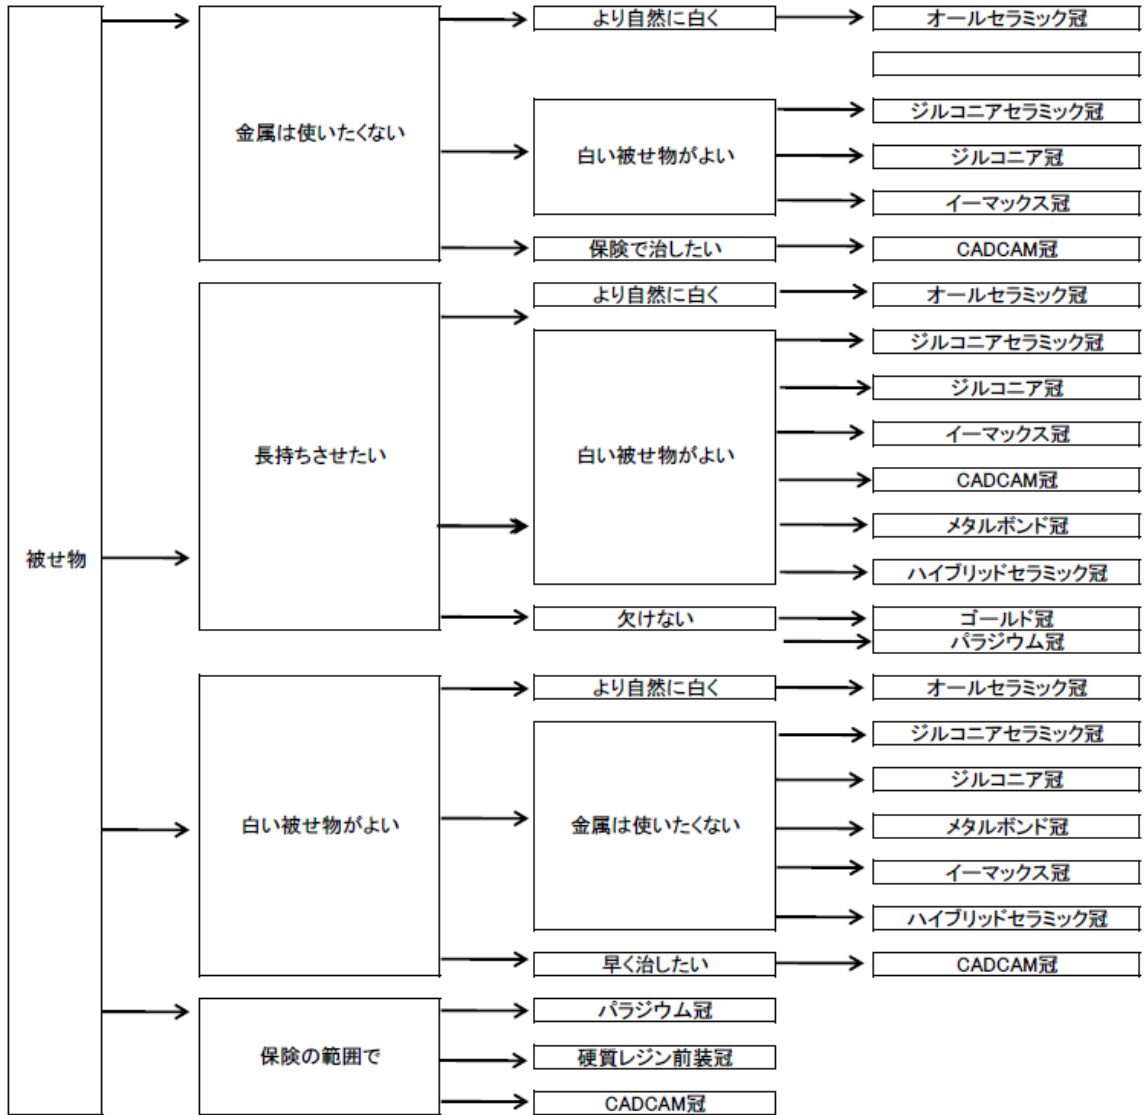 被せ物
金属は使いたくない
より自然に白く
オールセラミック冠
白い被せ物がよい
ジルコニアセラミック冠
ジルコニア冠
イーマックス冠
保険で治したい
CADCAM冠
長持ちさせたい
より自然に白く
オールセラミック冠
白い被せ物がよい
ジルコニアセラミック冠
ジルコニア冠
イーマックス冠
CADCAM冠
メタルボンド冠
ハイブリッドセラミック冠
欠けない
ゴールド冠
パラジウム冠
白い被せ物がよい
より自然に白く
オールセラミック冠
金属は使いたくない
ジルコニアセラミック冠
ジルコニア冠
メタルボンド冠
イーマックス冠
ハイブリッドセラミック冠
早く治したい
CADCAM冠
保険の範囲で
パラジウム冠
硬質レジン前装冠
CADCAM冠